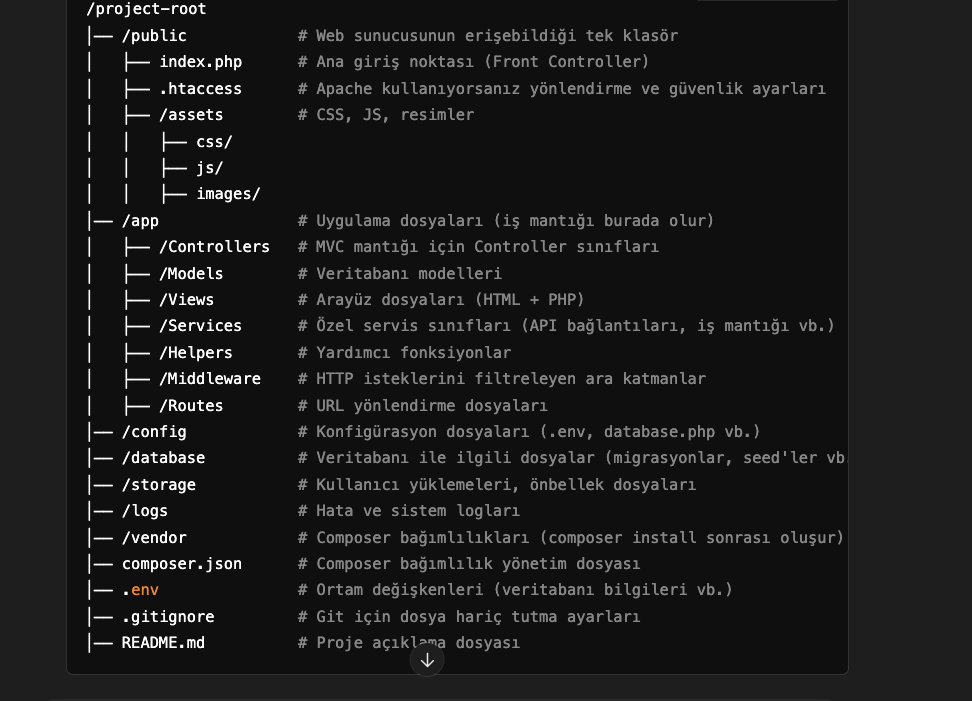 /project-root
├── /public # Web sunucusunun erişebildiği tek klasör
│ ├── index.php # Ana giriş noktası (Front Controller)
│ ├── .htaccess # Apache kullanıyorsanız yönlendirme ve güvenlik ayarları
│ ├── /assets # CSS, JS, resimler
│ │ ├── css/
│ │ ├── js/
│ │ ├── images/
├── /app # Uygulama dosyaları (iş mantığı burada olur)
│ ├── /Controllers # MVC mantığı için Controller sınıfları
│ ├── /Models # Veritabanı modelleri
│ ├── /Views # Arayüz dosyaları (HTML + PHP)
│ ├── /Services # Özel servis sınıfları (API bağlantıları, iş mantığı vb.)
│ ├── /Helpers # Yardımcı fonksiyonlar
│ ├── /Middleware # HTTP isteklerini filtreleyen ara katmanlar
│ ├── /Routes # URL yönlendirme dosyaları
├── /config # Konfigürasyon dosyaları (.env, database.php vb.)
├── /database # Veritabanı ile ilgili dosyalar (migrasyonlar, seed'ler vb.
├── /storage # Kullanıcı yüklemeleri, önbellek dosyaları
├── /logs # Hata ve sistem logları
├── /vendor # Composer bağımlılıkları (composer install sonrası oluşur)
├── composer.json # Composer bağımlılık yönetim dosyası
├── .env # Ortam değişkenleri (veritabanı bilgileri vb.)
├── .gitignore # Git için dosya hariç tutma ayarları
├── README.md # Proje açıklama dosyası